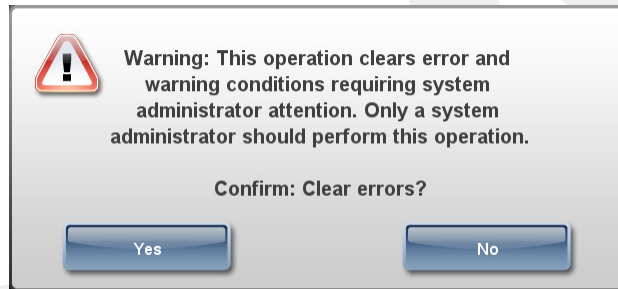 Warning: This operation clears error and
warning conditions requiring system
administrator attention. Only a system
administrator should perform this operation.
Confirm: Clear errors?
Yes
No